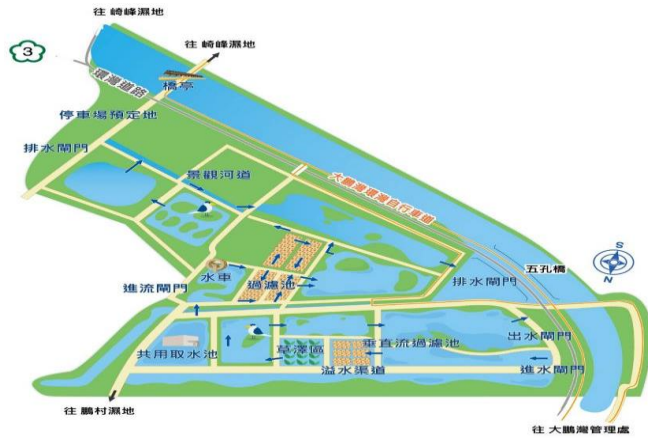 往 崎峰濕地
往 崎峰濕地
3
橋亭
環灣道路
停車場預定地
排水閘門
景觀河道
大鵬灣環灣自行車道
S
N
五孔橋
水車
過濾池
排水閘門
進流閘門
出水閘門
共用取水池
草澤區
垂直流過濾池
溢水渠道
進水閘門
往 鵬村濕地
往 大鵬灣管理處